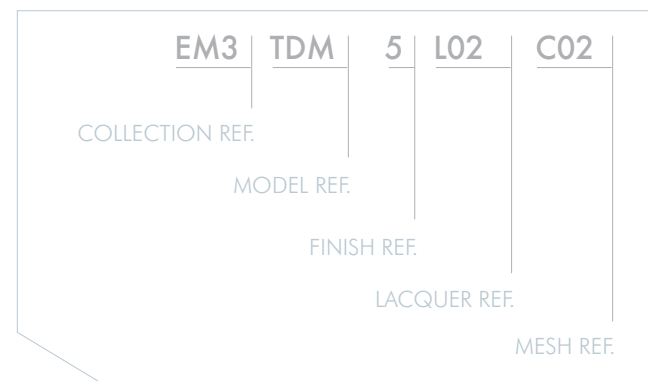 EM3 TDM 5 L02 C02
COLLECTION REF.
MODEL REF.
FINISH REF.
LACQUER REF.
MESH REF.